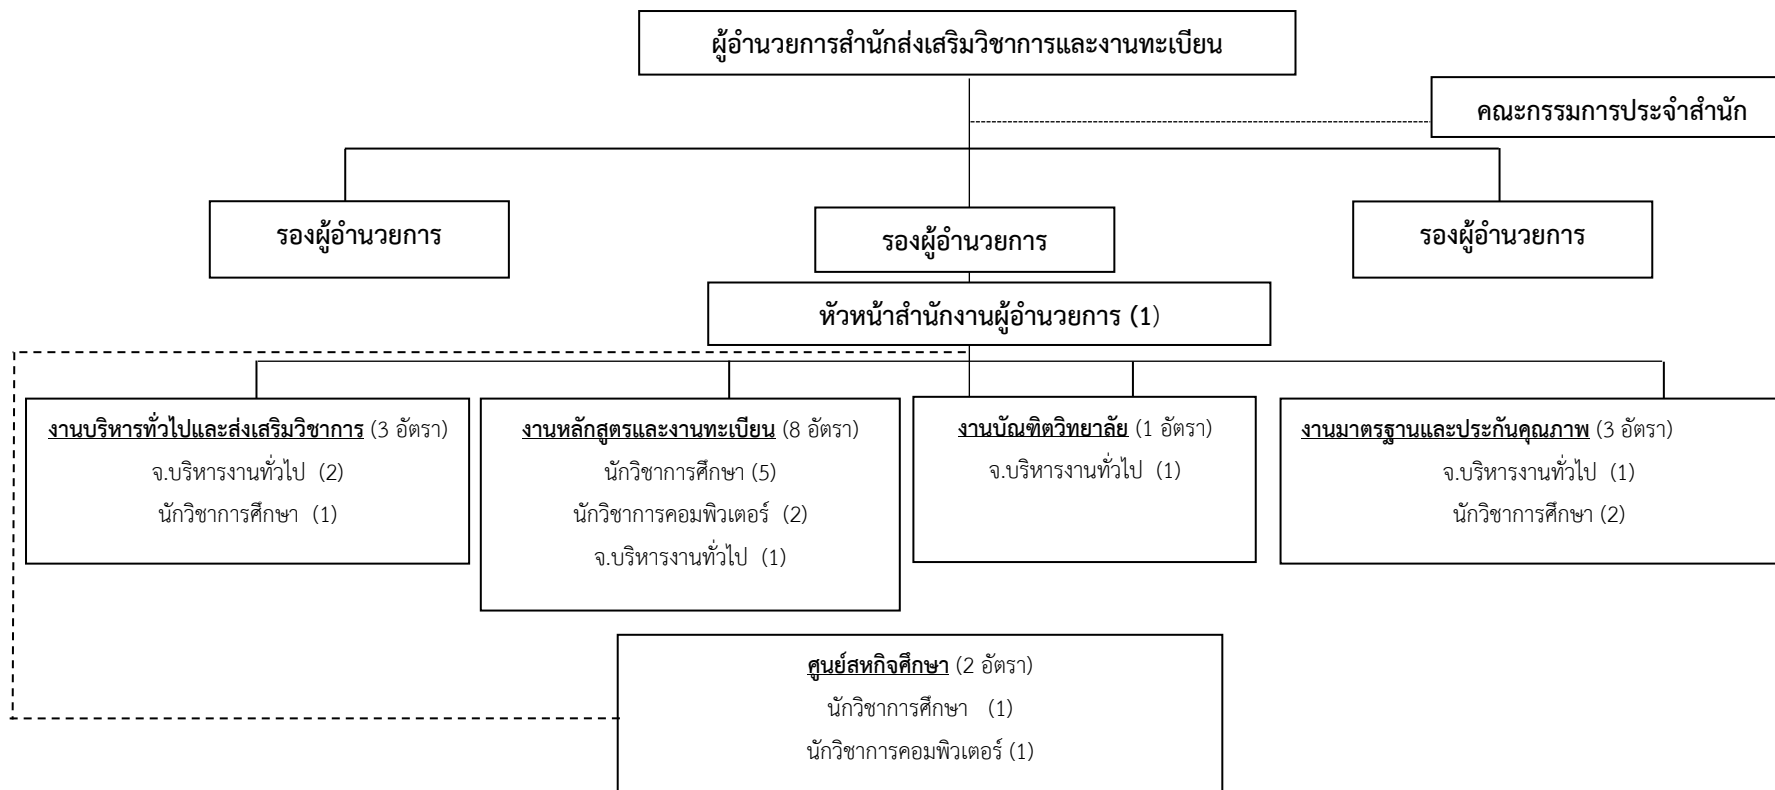 ผู้อำนวยการสำนักส่งเสริมวิชาการและงานทะเบียน
คณะกรรมการประจำสำนัก
รองผู้อำนวยการ
รองผู้อำนวยการ
รองผู้อำนวยการ
หัวหน้าสำนักงานผู้อำนวยการ (1)
งานบริหารทั่วไปและส่งเสริมวิชาการ (3 อัตรา)
จ.บริหารงานทั่วไป (2)
นักวิชาการศึกษา (1)
งานหลักสูตรและงานทะเบียน (8 อัตรา)
นักวิชาการศึกษา (5)
นักวิชาการคอมพิวเตอร์ (2)
จ.บริหารงานทั่วไป (1)
งานบัณฑิตวิทยาลัย (1 อัตรา)
จ.บริหารงานทั่วไป (1)
งานมาตรฐานและประกันคุณภาพ (3 อัตรา)
จ.บริหารงานทั่วไป (1)
นักวิชาการศึกษา (2)
ศูนย์สหกิจศึกษา (2 อัตรา)
นักวิชาการศึกษา (1)
นักวิชาการคอมพิวเตอร์ (1)